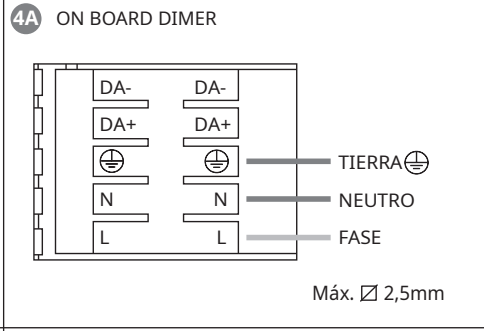 4A ON BOARD DIMER
DA- DA-
DA+ DA+
⏚ ⏚ TIERRA ⏚
N N NEUTRO
L L FASE
Máx. ⍁ 2,5mm